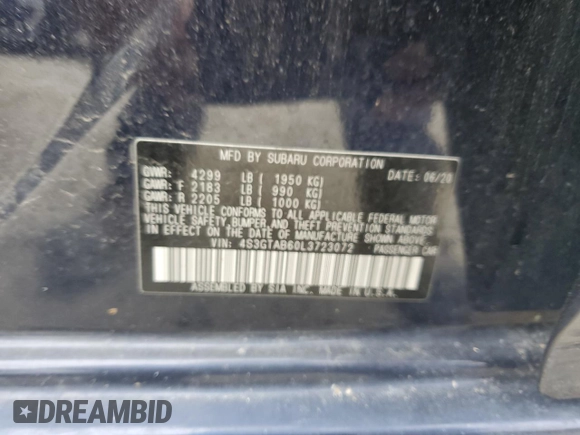 MFD BY SUBARU CORPORATION
GVWR: 4299 LB ( 1950 KG) DATE: 06/20
GAWR: F 2183 LB ( 990 KG)
GAWR: R 2205 LB ( 1000 KG)
THIS VEHICLE CONFORMS TO ALL APPLICABLE FEDERAL MOTOR
VEHICLE SAFETY, BUMPER AND THEFT PREVENTION STANDARDS
IN EFFECT ON THE DATE OF MANUFACTURE SHOWN ABOVE.
VIN: 4S3GTAB60L3723072 PASSENGER CAR
ASSEMBLED BY SIA INC. MADE IN U.S.A.
DREAMBID